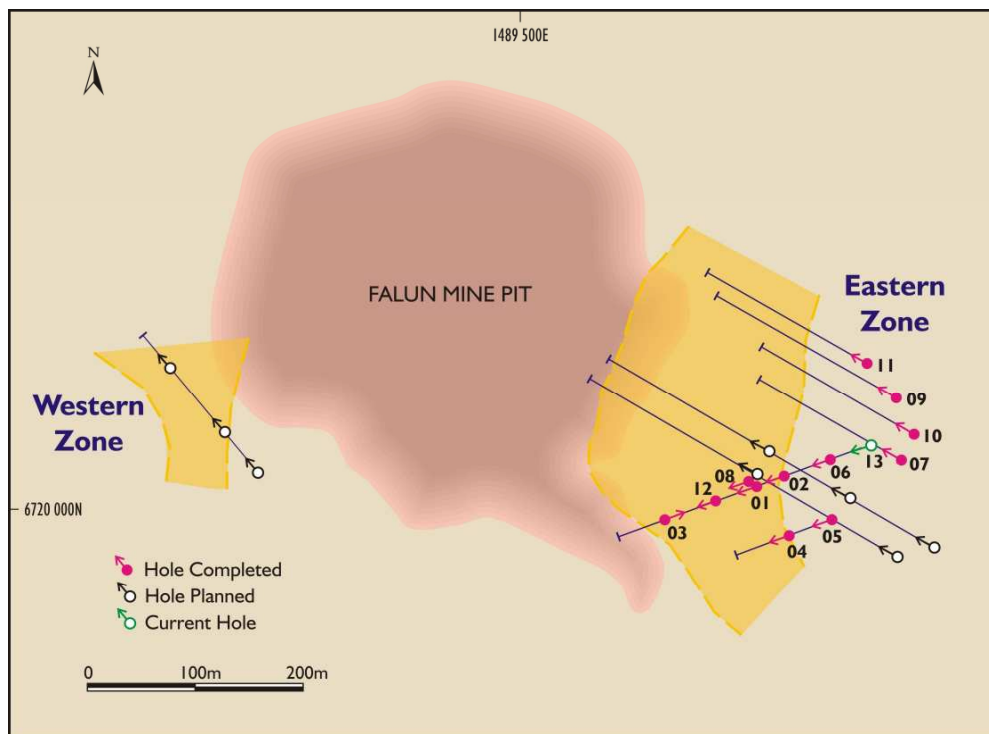 1489 500E
N
FALUN MINE PIT
Eastern
Zone
11
09
Western
Zone
10
13
07
06
02
08
01
12
6720 000N
03
05
04
Hole Completed
Hole Planned
Current Hole
0
100m
200m